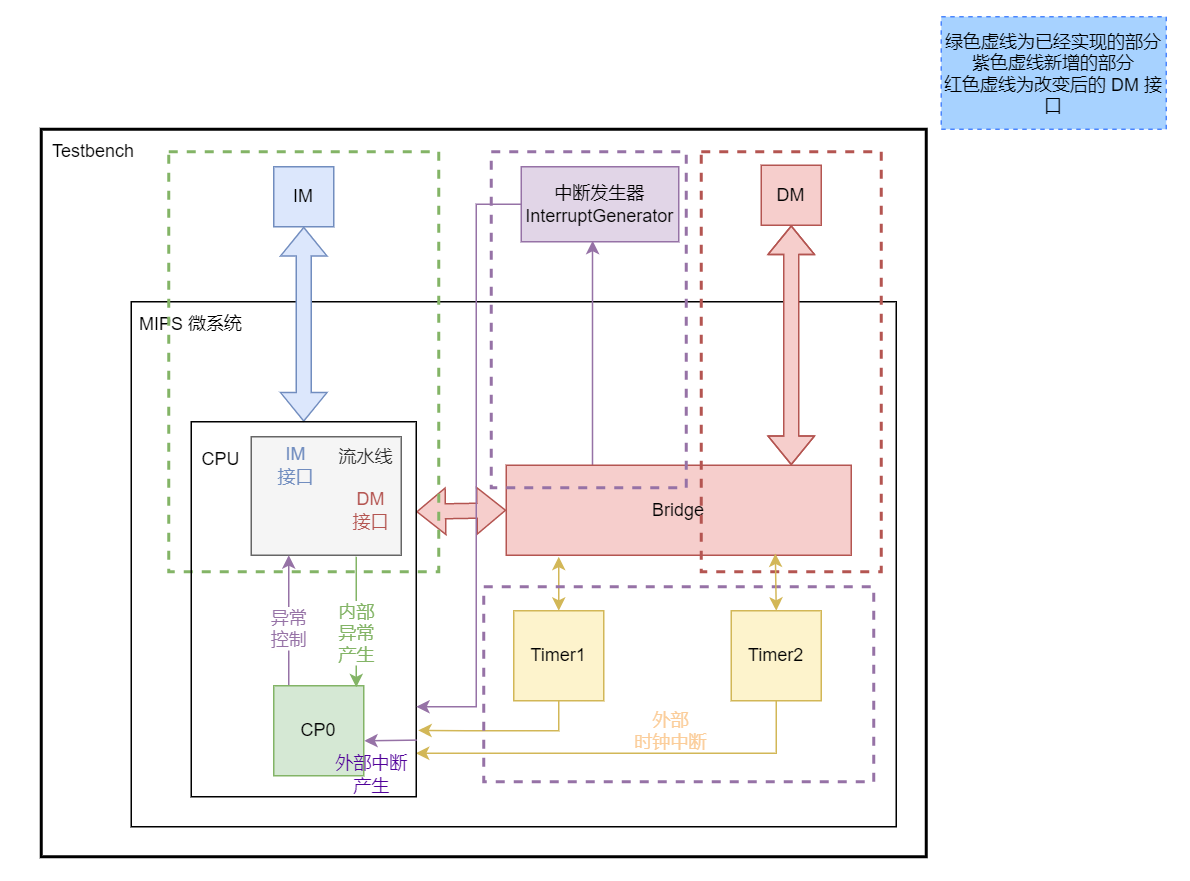 绿色虚线为已经实现的部分
紫色虚线新增的部分
红色虚线为改变后的 DM 接
口
Testbench
IM
中断发生器
InterruptGenerator
DM
MIPS 微系统
CPU
IM
接口
流水线
DM
接口
Bridge
异常
控制
内部
异常
产生
Timer1
Timer2
CP0
外部
时钟中断
外部中断
产生